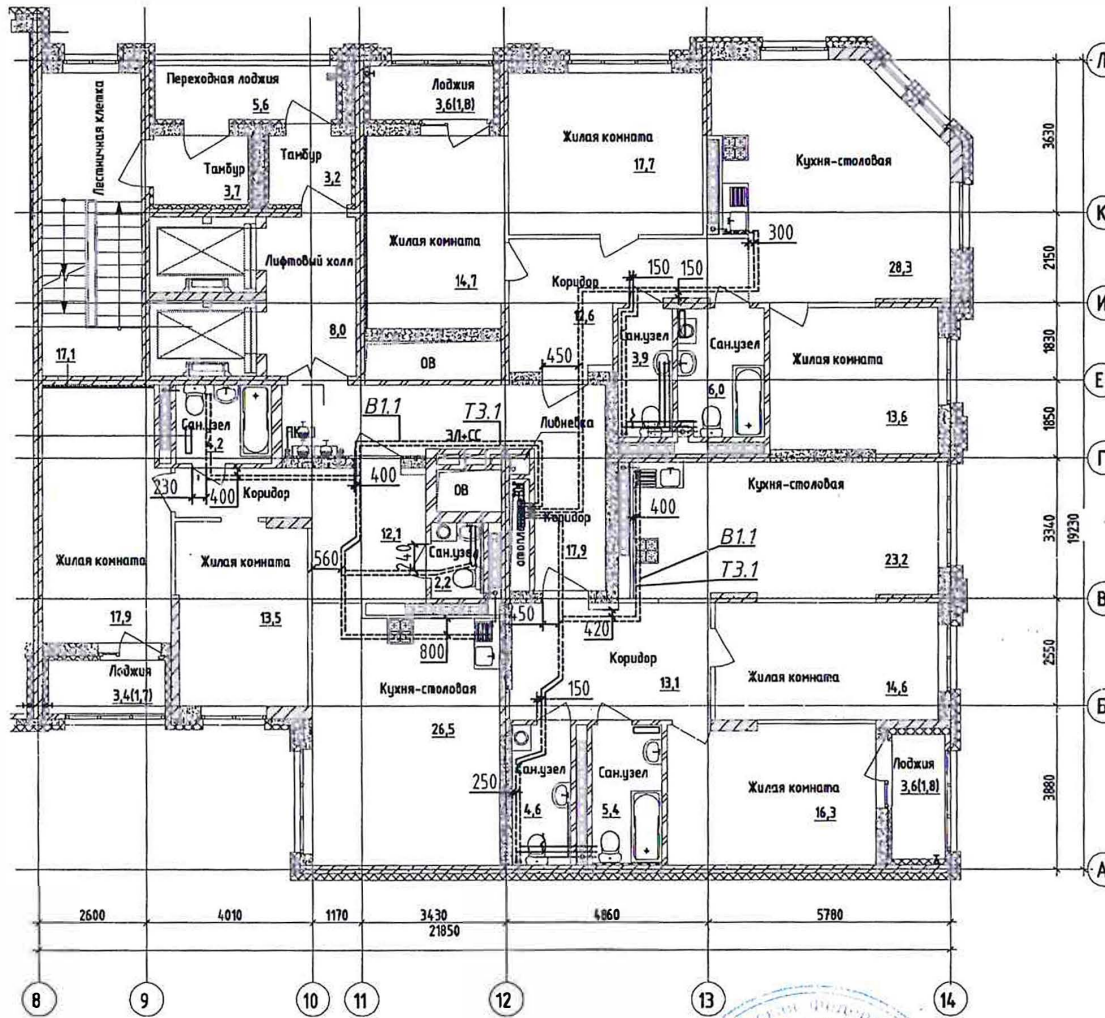 Л
Переходная лоджия
5,6
Лоджия
3,6(1,8)
Лестничная клетка
Тамбур
3,7
Тамбур
3,2
Жилая комната
17,7
Кухня-столовая
3630
К
Жилая комната
14,7
Лифтовый холл
8,0
300
150
150
Коридор
12,6
28,3
2150
И
17,1
ОВ
450
Сан.узел
3,9
Сан.узел
6,0
Жилая комната
13,6
1830
Е
Сан.узел
4,2
В1.1
Т3.1
ЭЛ+СС
Ливневка
1850
Г
230
400
Коридор
400
ОВ
Коридор
17,9
400
Кухня-столовая
23,2
12,1
240
Сан.узел
2,2
560
Жилая комната
17,9
Жилая комната
13,5
В1.1
Т3.1
3340
19230
В
450
420
800
Лоджия
3,4(1,7)
Кухня-столовая
26,5
Коридор
13,1
150
Жилая комната
14,6
2550
Б
250
Сан.узел
4,6
Сан.узел
5,4
Жилая комната
16,3
Лоджия
3,6(1,8)
3880
А
2600
4010
1170
3430
4860
5780
21850
8
9
10
11
12
13
14